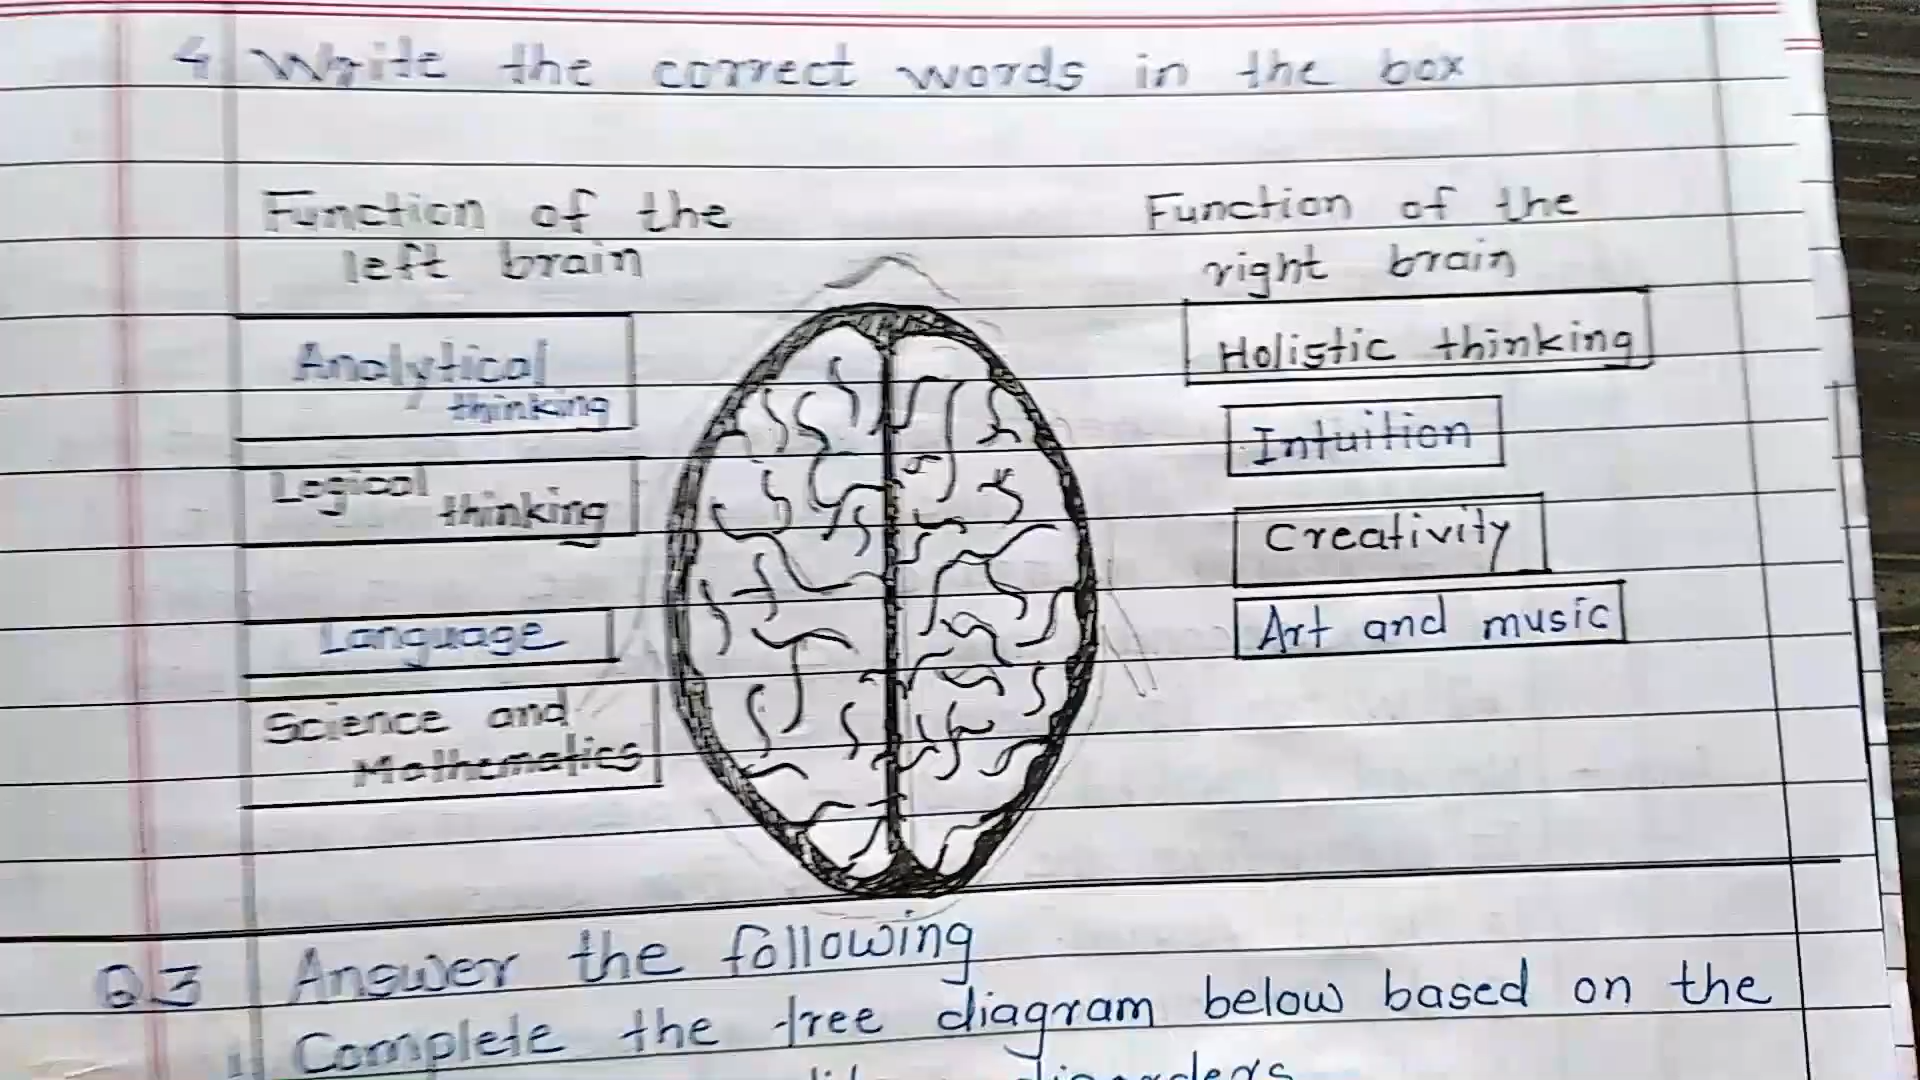 4 Write the correct words in the box
Function of the
left brain
Analytical
thinking
Logical
thinking
Language
Science and
Mathematics
Function of the
right brain
Holistic thinking
Intuition
Creativity
Art and music
Q3 Answer the following
1 Complete the tree diagram below based on the
disorders